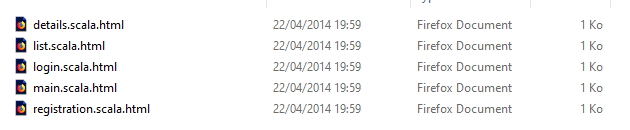 details.scala.html 22/04/2014 19:59 Firefox Document 1 Ko
list.scala.html 22/04/2014 19:59 Firefox Document 1 Ko
login.scala.html 22/04/2014 19:59 Firefox Document 1 Ko
main.scala.html 22/04/2014 19:59 Firefox Document 1 Ko
registration.scala.html 22/04/2014 19:59 Firefox Document 1 Ko